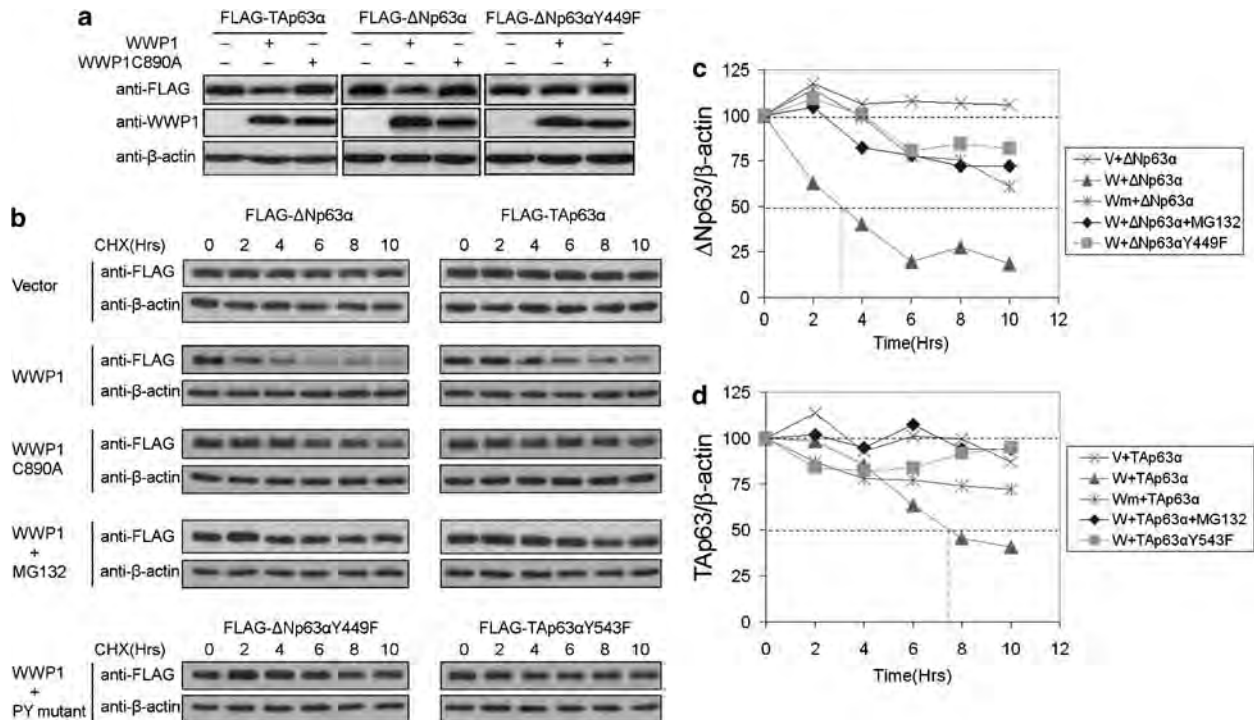 a
FLAG-TAp63α FLAG-ΔNp63α FLAG-ΔNp63αY449F
WWP1 – + – – + – – + –
WWP1C890A – – + – – + – – +
anti-FLAG
anti-WWP1
anti-β-actin
b
FLAG-ΔNp63α FLAG-TAp63α
CHX(Hrs) 0 2 4 6 8 10 0 2 4 6 8 10
Vector
anti-FLAG
anti-β-actin
WWP1
anti-FLAG
anti-β-actin
WWP1
C890A
anti-FLAG
anti-β-actin
WWP1
+
MG132
anti-FLAG
anti-β-actin
FLAG-ΔNp63αY449F FLAG-TAp63αY543F
CHX(Hrs) 0 2 4 6 8 10 0 2 4 6 8 10
WWP1
+
PY mutant
anti-FLAG
anti-β-actin
c
ΔNp63/β-actin
125
100
75
50
25
0
0 2 4 6 8 10 12
Time(Hrs)
V+ΔNp63α
W+ΔNp63α
Wm+ΔNp63α
W+ΔNp63α+MG132
W+ΔNp63αY449F
d
TAp63/β-actin
125
100
75
50
25
0
0 2 4 6 8 10 12
Time(Hrs)
V+TAp63α
W+TAp63α
Wm+TAp63α
W+TAp63α+MG132
W+TAp63αY543F